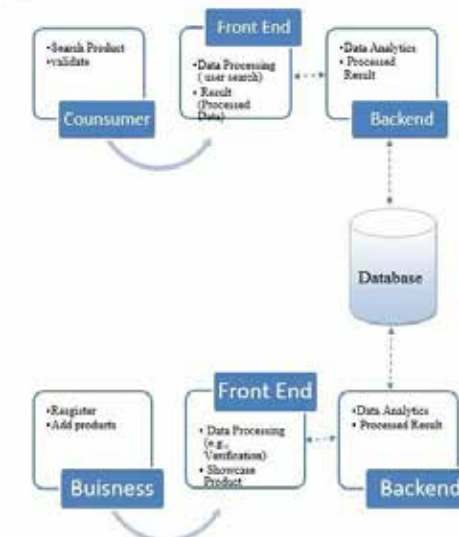 Front End
•Search Product
•validate
Counsumer
•Data Processing
( user search)
• Result
(Processed
Data)
•Data Analytics
• Processed
Result
Backend
Database
•Resgister
•Add products
Buisness
Front End
• Data Processing
(e.g.,
Verification)
• Showcase
Product
•Data Analytics
• Processed Result
Backend